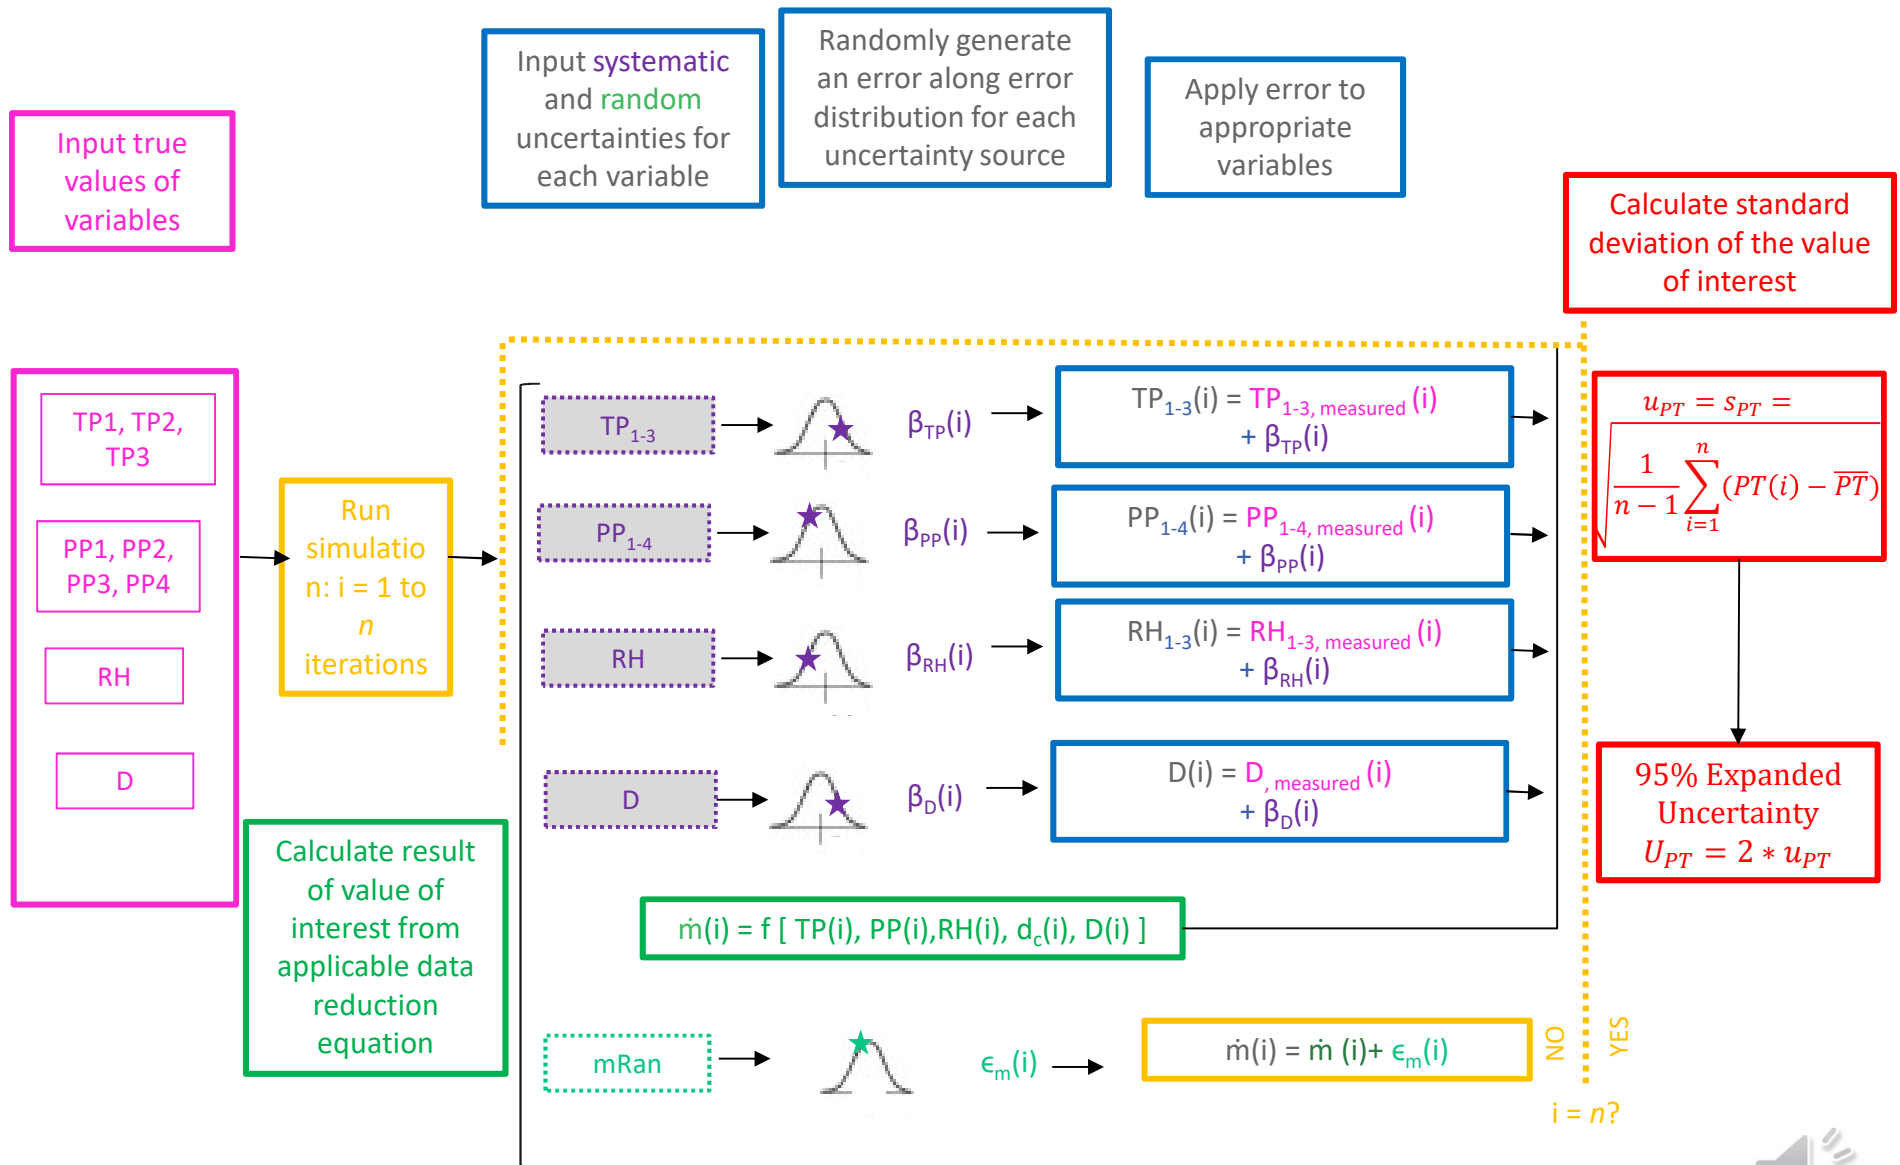 Input true
values of
variables
Input systematic
and random
uncertainties for
each variable
Randomly generate
an error along error
distribution for each
uncertainty source
Apply error to
appropriate
variables
Calculate standard
deviation of the value
of interest
TP1, TP2,
TP3
PP1, PP2,
PP3, PP4
RH
D
Run
simulatio
n: i = 1 to
n
iterations
Calculate result
of value of
interest from
applicable data
reduction
equation
TP1-3
βTP(i)
TP1-3(i) = TP1-3, measured (i)
+ βTP(i)
PP1-4
βPP(i)
PP1-4(i) = PP1-4, measured (i)
+ βPP(i)
RH
βRH(i)
RH1-3(i) = RH1-3, measured (i)
+ βRH(i)
D
βD(i)
D(i) = D, measured (i)
+ βD(i)
ṁ(i) = f [ TP(i), PP(i),RH(i), dc(i), D(i) ]
mRan
ϵm(i)
ṁ(i) = ṁ (i)+ ϵm(i)
NO
YES
i = n?
uPT = sPT =
√ 1/(n − 1) ∑ i=1 n (PT(i) − P̅T̅)
95% Expanded
Uncertainty
UPT = 2 * uPT